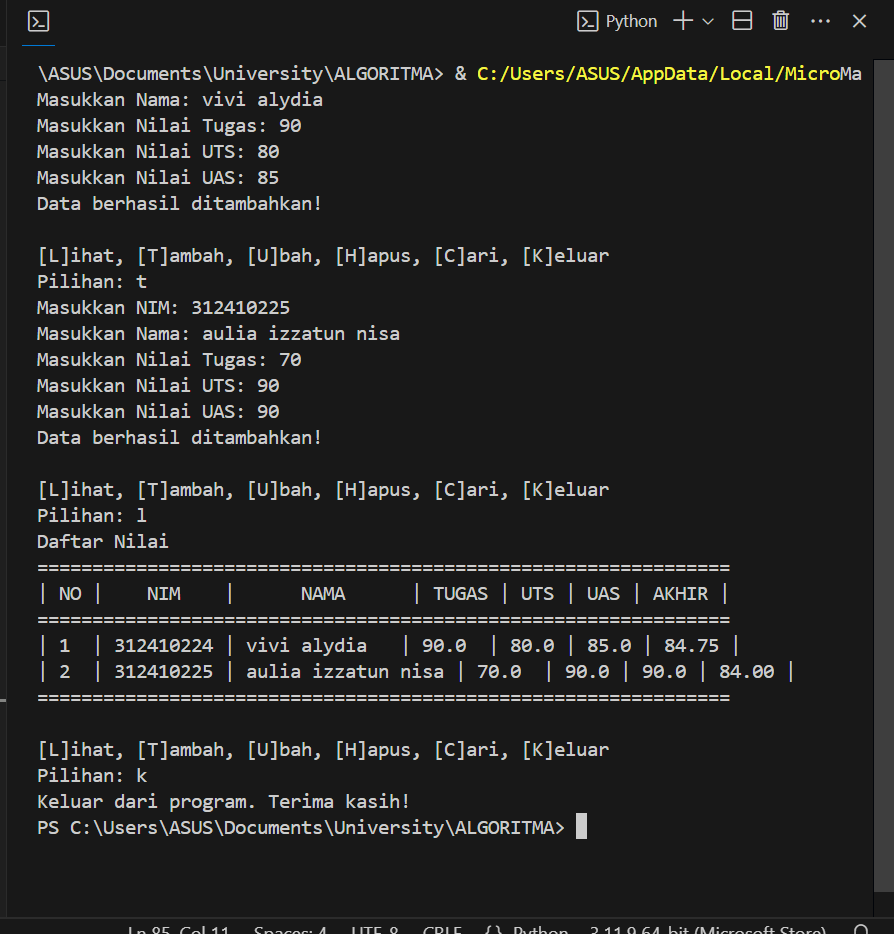 Python
\ASUS\Documents\University\ALGORITMA> & C:/Users/ASUS/AppData/Local/MicroMa
Masukkan Nama: vivi alydia
Masukkan Nilai Tugas: 90
Masukkan Nilai UTS: 80
Masukkan Nilai UAS: 85
Data berhasil ditambahkan!
[L]ihat, [T]ambah, [U]bah, [H]apus, [C]ari, [K]eluar
Pilihan: t
Masukkan NIM: 312410225
Masukkan Nama: aulia izzatun nisa
Masukkan Nilai Tugas: 70
Masukkan Nilai UTS: 90
Masukkan Nilai UAS: 90
Data berhasil ditambahkan!
[L]ihat, [T]ambah, [U]bah, [H]apus, [C]ari, [K]eluar
Pilihan: l
Daftar Nilai
===============================================================
| NO |    NIM    |      NAMA      | TUGAS | UTS | UAS | AKHIR |
===============================================================
| 1  | 312410224 | vivi alydia   | 90.0  | 80.0 | 85.0 | 84.75 |
| 2  | 312410225 | aulia izzatun nisa | 70.0  | 90.0 | 90.0 | 84.00 |
===============================================================
[L]ihat, [T]ambah, [U]bah, [H]apus, [C]ari, [K]eluar
Pilihan: k
Keluar dari program. Terima kasih!
PS C:\Users\ASUS\Documents\University\ALGORITMA>
Ln 85, Col 11 Spaces: 4 UTF-8 CRLF {} Python 3.11.9 64-bit (Microsoft Store)